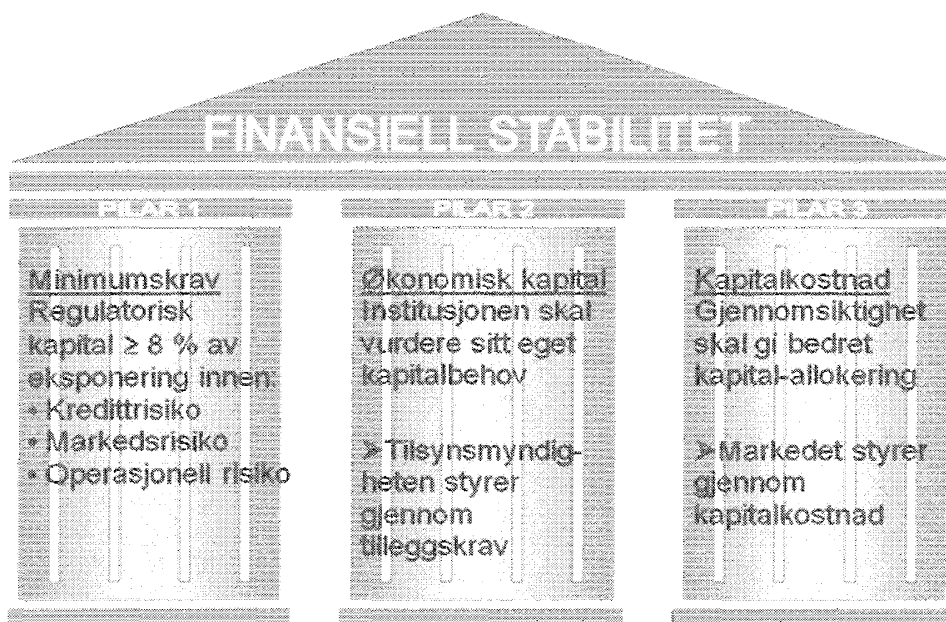 FINANSIELL STABILITET
PILAR 1
Minimumskrav
Regulatorisk
kapital ≥ 8 % av
eksponering innen:
• Kredittrisiko
• Markedsrisiko
• Operasjonell risiko
PILAR 2
Økonomisk kapital
Institusjonen skal
vurdere sitt eget
kapitalbehov
➢Tilsynsmyndig-
heten styrer
gjennom
tilleggskrav
PILAR 3
Kapitalkostnad
Gjennomsiktighet
skal gi bedret
kapital-allokering
➢Markedet styrer
gjennom
kapitalkostnad